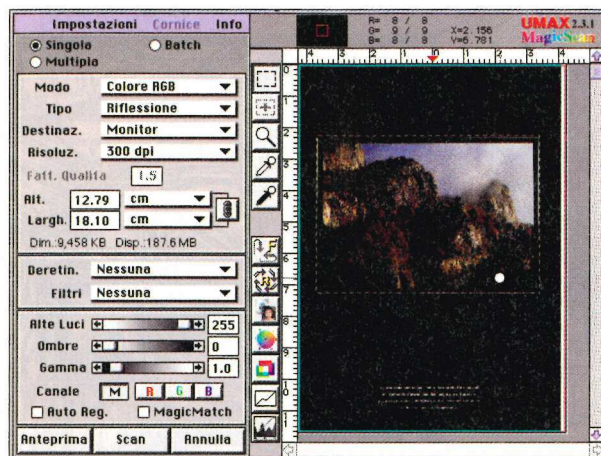 Impostazioni Cornice Info
Singola Batch
Multipla
Modo Colore RGB
Tipo Riflessione
Destinaz. Monitor
Risoluz. 300 dpi
Fatt. Qualita 1.5
Alt. 12.79 cm
Largh. 18.10 cm
Dim.:9,458 KB Disp.:187.6 MB
Deretin. Nessuna
Filtri Nessuna
Alte Luci 255
Ombre 0
Gamma 1.0
Canale M R G B
Auto Reg. MagicMatch
Anteprima Scan Annulla
R= 8 / 8
G= 9 / 9
B= 8 / 8
X=2.156
Y=6.781
UMAX 2.3.1
MagicScan